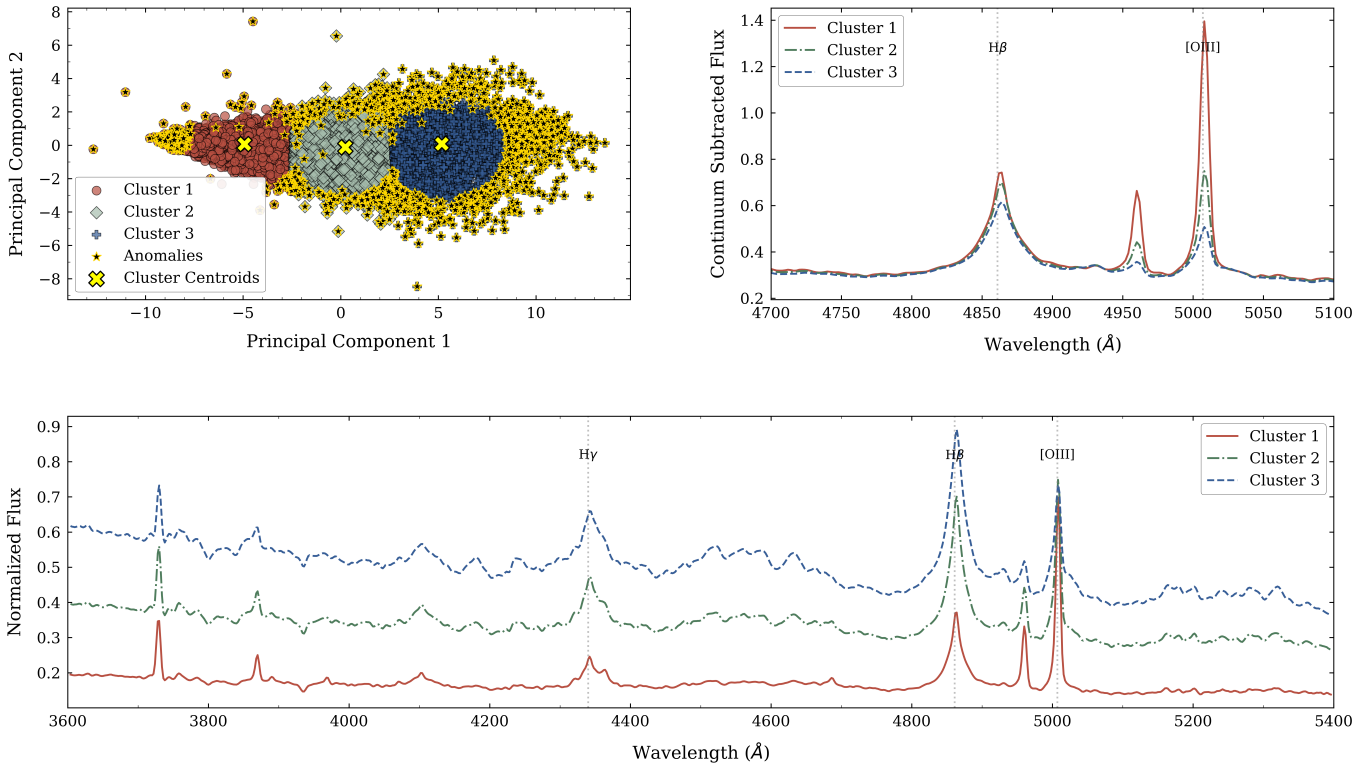 8
6
4
2
0
−2
−4
−6
−8
Principal Component 2
Cluster 1
Cluster 2
Cluster 3
Anomalies
Cluster Centroids
−10
−5
0
5
10
Principal Component 1
1.4
1.2
1.0
0.8
0.6
0.4
0.2
Continuum Subtracted Flux
Cluster 1
Cluster 2
Cluster 3
Hβ
[OIII]
4700
4750
4800
4850
4900
4950
5000
5050
5100
Wavelength (Å)
0.9
0.8
0.7
0.6
0.5
0.4
0.3
0.2
Normalized Flux
Hγ
Hβ
[OIII]
Cluster 1
Cluster 2
Cluster 3
3600
3800
4000
4200
4400
4600
4800
5000
5200
5400
Wavelength (Å)